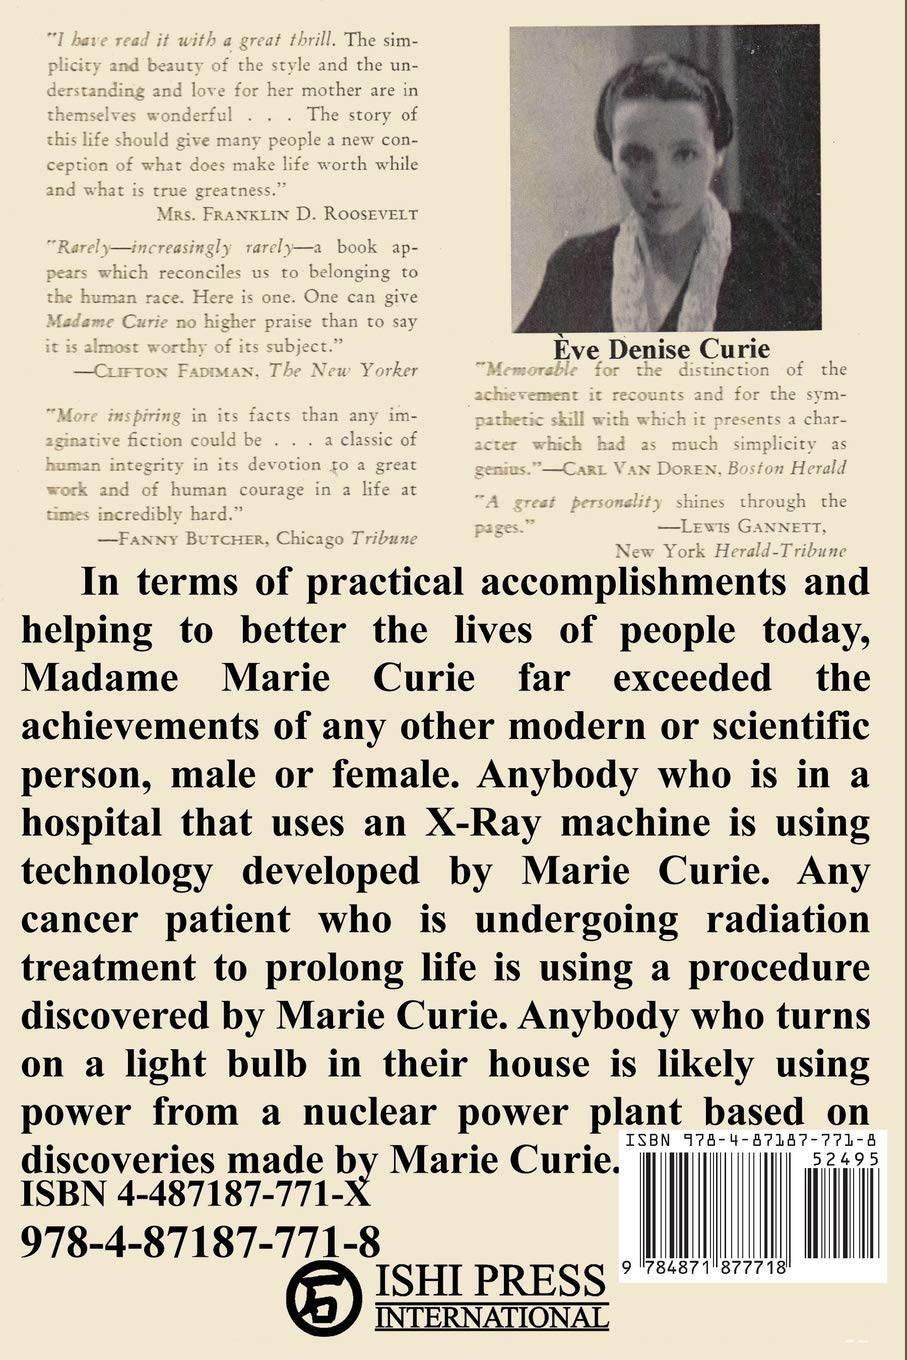 "I have read it with a great thrill. The sim-
plicity and beauty of the style and the un-
derstanding and love for her mother are in
themselves wonderful . . . The story of
this life should give many people a new con-
ception of what does make life worth while
and what is true greatness."
MRS. FRANKLIN D. ROOSEVELT
"Rarely—increasingly rarely—a book ap-
pears which reconciles us to belonging to
the human race. Here is one. One can give
Madame Curie no higher praise than to say
it is almost worthy of its subject."
—CLIFTON FADIMAN, The New Yorker
"More inspiring in its facts than any im-
aginative fiction could be . . . a classic of
human integrity in its devotion to a great
work and of human courage in a life at
times incredibly hard."
—FANNY BUTCHER, Chicago Tribune
Ève Denise Curie
"Memorable for the distinction of the
achievement it recounts and for the sym-
pathetic skill with which it presents a char-
acter which had as much simplicity as
genius."—CARL VAN DOREN, Boston Herald
"A great personality shines through the
pages." —LEWIS GANNETT,
New York Herald-Tribune
In terms of practical accomplishments and
helping to better the lives of people today,
Madame Marie Curie far exceeded the
achievements of any other modern or scientific
person, male or female. Anybody who is in a
hospital that uses an X-Ray machine is using
technology developed by Marie Curie. Any
cancer patient who is undergoing radiation
treatment to prolong life is using a procedure
discovered by Marie Curie. Anybody who turns
on a light bulb in their house is likely using
power from a nuclear power plant based on
discoveries made by Marie Curie.
ISBN 4-487187-771-X
978-4-87187-771-8
ISHI PRESS
INTERNATIONAL
ISBN 978-4-87187-771-8
52495
9 784871 877718